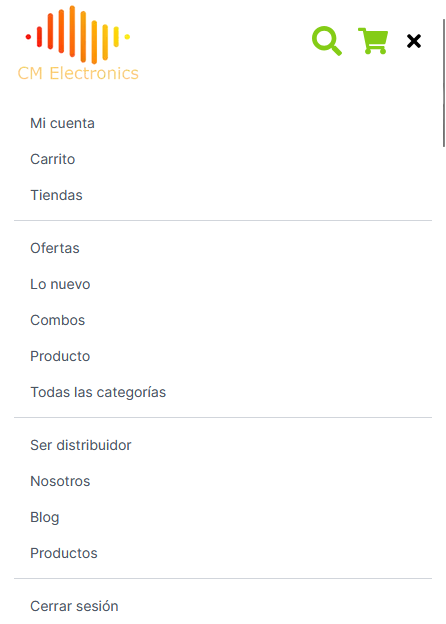 CM Electronics
Mi cuenta
Carrito
Tiendas
Ofertas
Lo nuevo
Combos
Producto
Todas las categorías
Ser distribuidor
Nosotros
Blog
Productos
Cerrar sesión